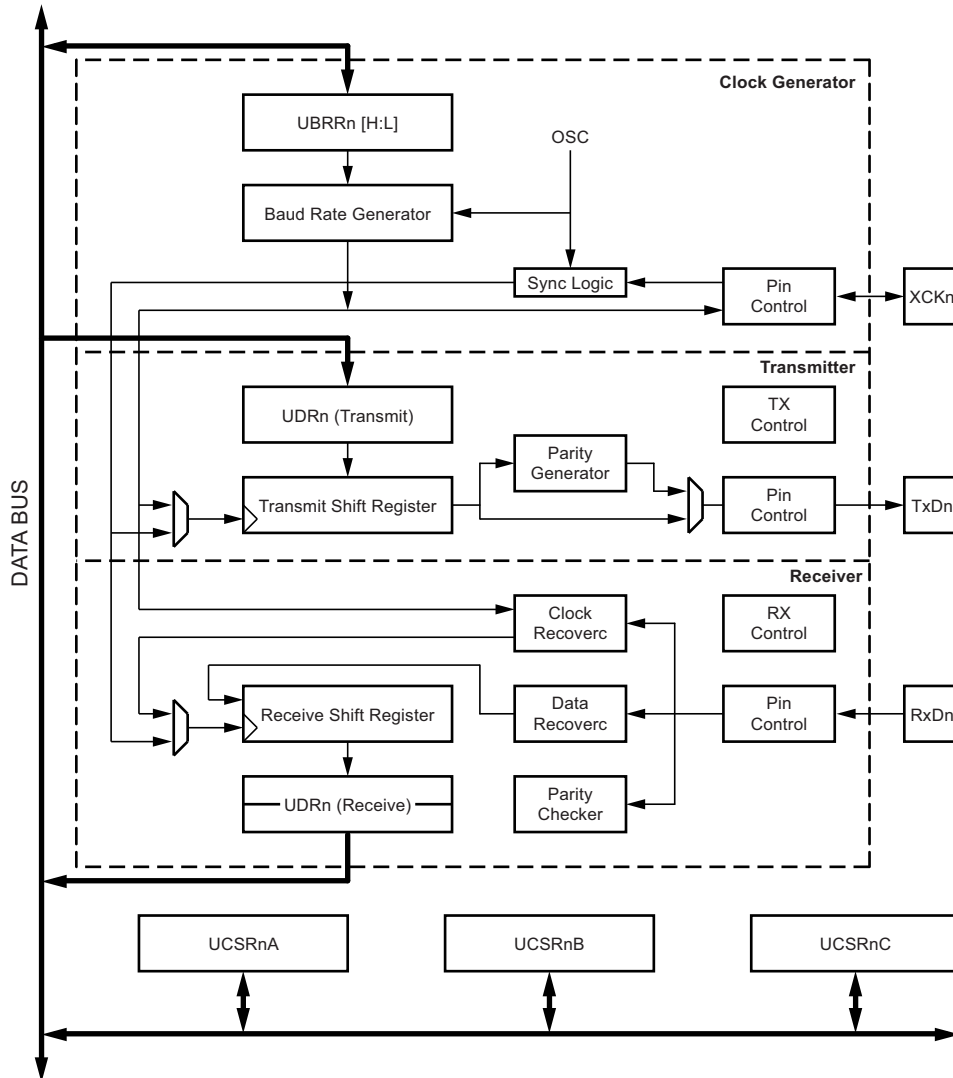 Clock Generator
UBRRn [H:L]
OSC
Baud Rate Generator
Sync Logic
Pin
Control
XCKn
Transmitter
UDRn (Transmit)
TX
Control
Parity
Generator
Transmit Shift Register
Pin
Control
TxDn
DATA BUS
Receiver
Clock
Recoverc
RX
Control
Receive Shift Register
Data
Recoverc
Pin
Control
RxDn
UDRn (Receive)
Parity
Checker
UCSRnA
UCSRnB
UCSRnC